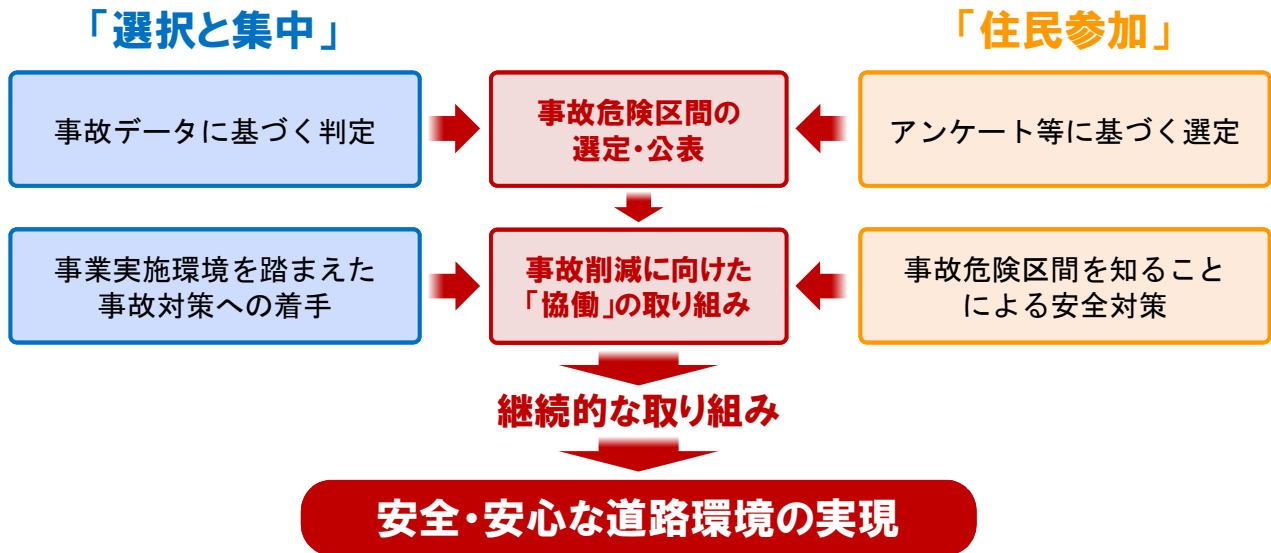 「選択と集中」
「住民参加」
事故データに基づく判定
事故危険区間の
選定・公表
アンケート等に基づく選定
事業実施環境を踏まえた
事故対策への着手
事故削減に向けた
「協働」の取り組み
事故危険区間を知ること
による安全対策
継続的な取り組み
安全・安心な道路環境の実現